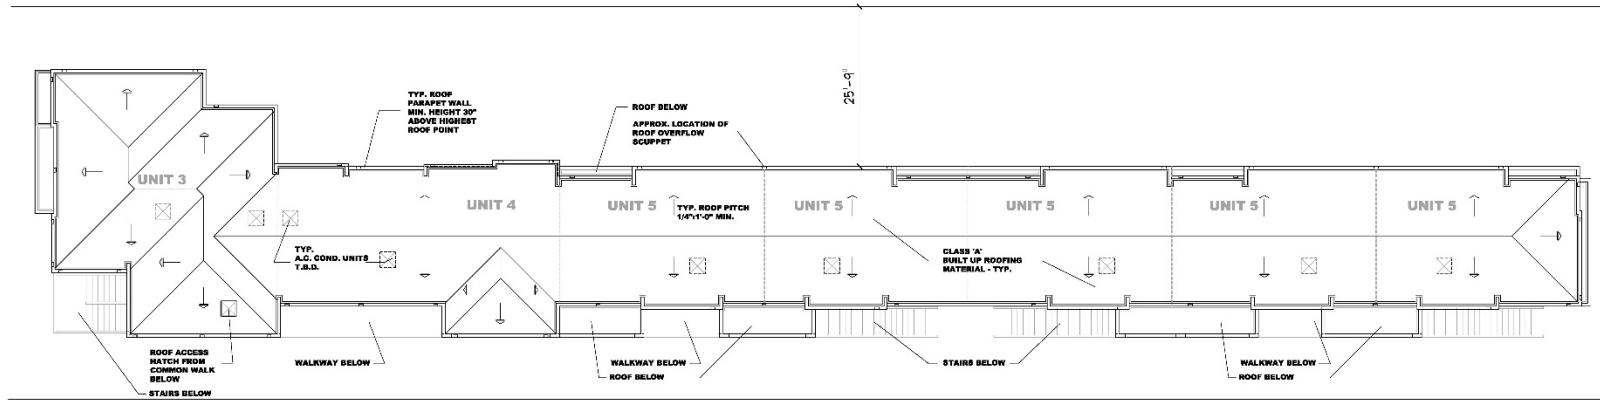 25'-9"
TYP. ROOF
PARAPET WALL
MIN. HEIGHT 30"
ABOVE HIGHEST
ROOF POINT
ROOF BELOW
APPROX. LOCATION OF
ROOF OVERFLOW
SCUPPET
UNIT 3
UNIT 4
UNIT 5
TYP. ROOF PITCH
1/4":1'-0" MIN.
UNIT 5
UNIT 5
UNIT 5
UNIT 5
TYP.
A.C. COND. UNITS
T.B.D.
CLASS 'A'
BUILT UP ROOFING
MATERIAL - TYP.
ROOF ACCESS
HATCH FROM
COMMON WALK
BELOW
STAIRS BELOW
WALKWAY BELOW
WALKWAY BELOW
ROOF BELOW
STAIRS BELOW
WALKWAY BELOW
ROOF BELOW